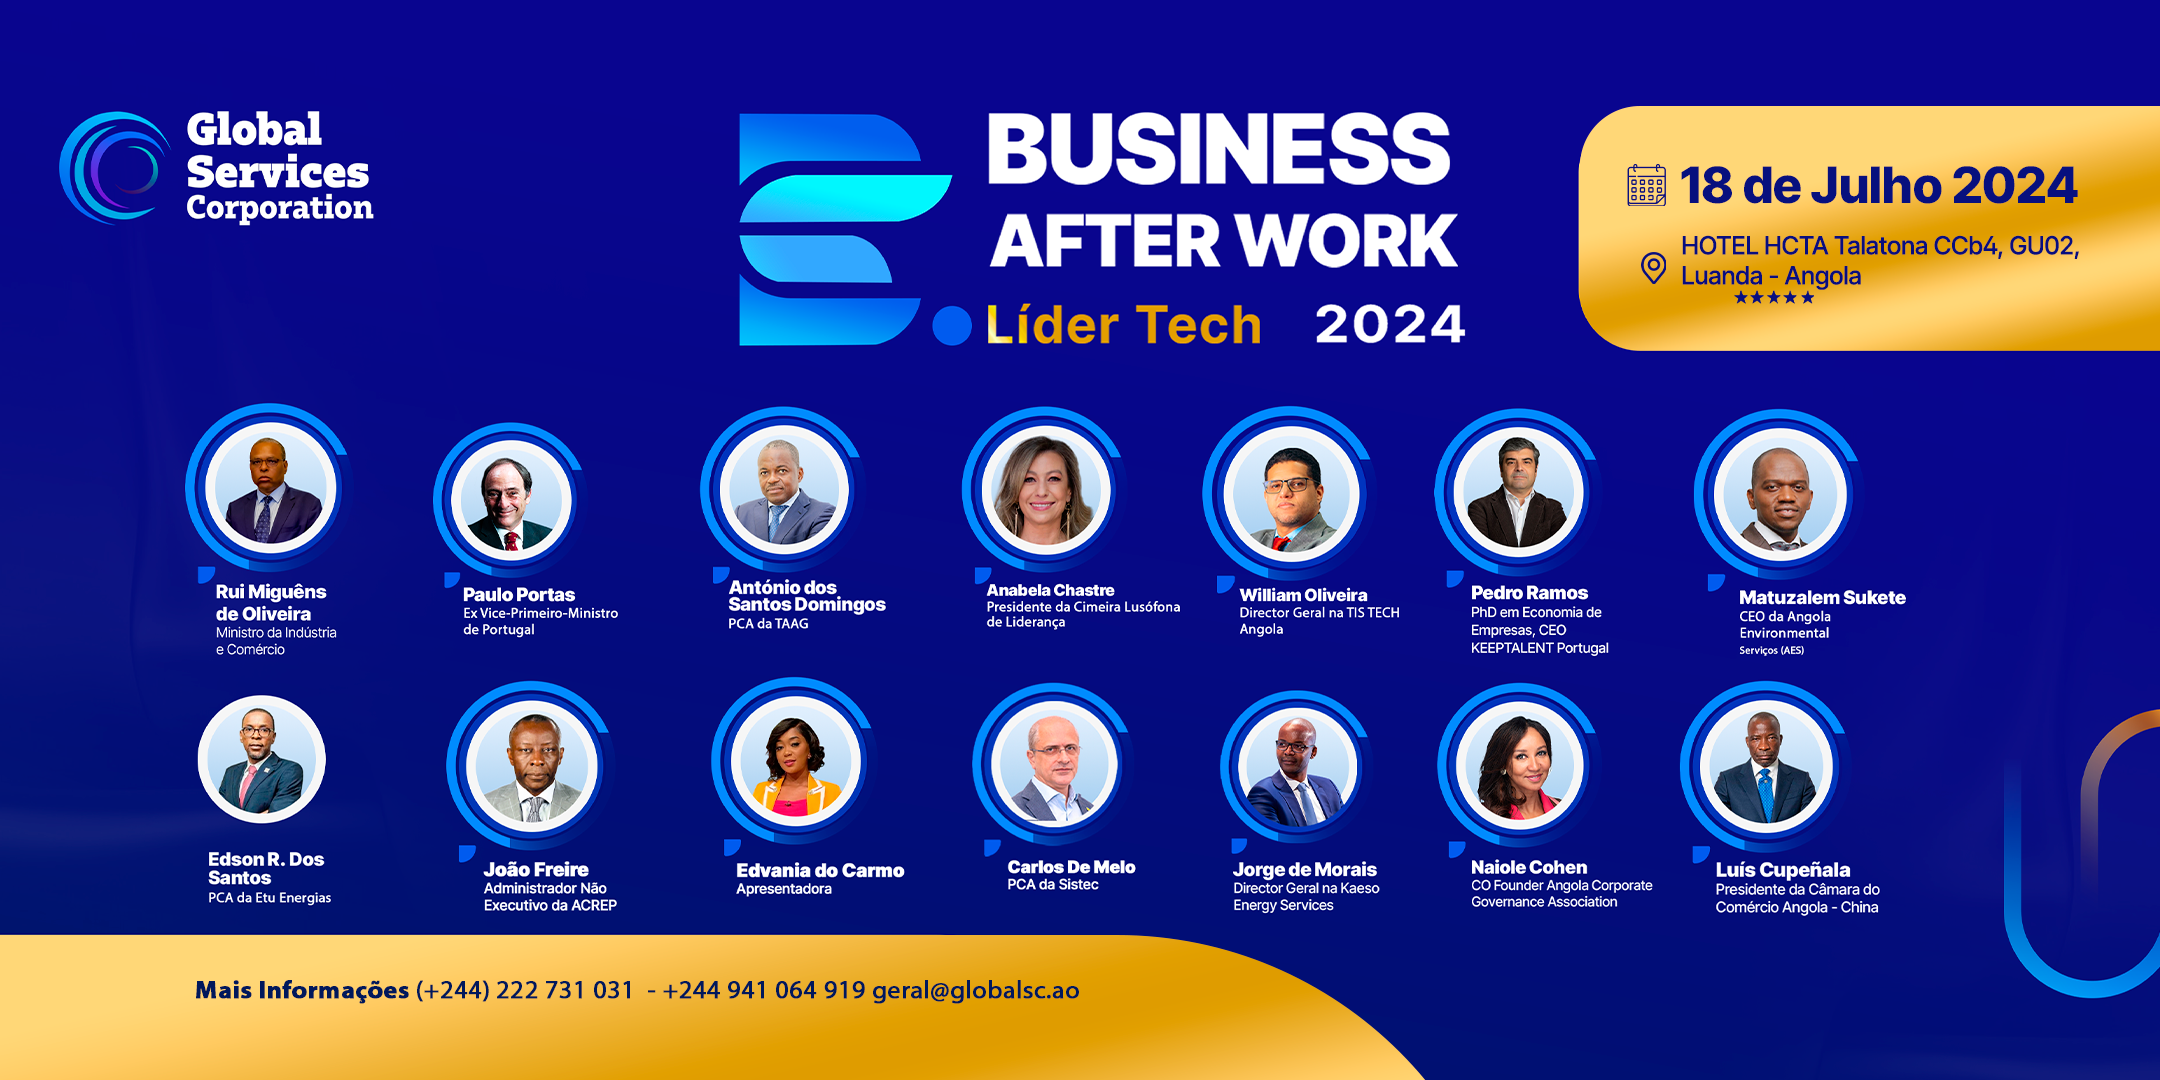 Global
Services
Corporation
BUSINESS
AFTER WORK
Líder Tech 2024
18 de Julho 2024
HOTEL HCTA Talatona CCb4, GU02,
Luanda - Angola
Rui Miguêns
de Oliveira
Ministro da Indústria
e Comércio
Paulo Portas
Ex Vice-Primeiro-Ministro
de Portugal
António dos
Santos Domingos
PCA da TAAG
Anabela Chastre
Presidente da Cimeira Lusófona
de Liderança
William Oliveira
Director Geral na TIS TECH
Angola
Pedro Ramos
PhD em Economia de
Empresas, CEO
KEEPTALENT Portugal
Matuzalem Sukete
CEO da Angola
Environmental
Serviços (AES)
Edson R. Dos
Santos
PCA da Etu Energias
João Freire
Administrador Não
Executivo da ACREP
Edvania do Carmo
Apresentadora
Carlos De Melo
PCA da Sistec
Jorge de Morais
Director Geral na Kaeso
Energy Services
Naiole Cohen
CO Founder Angola Corporate
Governance Association
Luís Cupeñala
Presidente da Câmara do
Comércio Angola - China
Mais Informações (+244) 222 731 031 - +244 941 064 919 geral@globalsc.ao